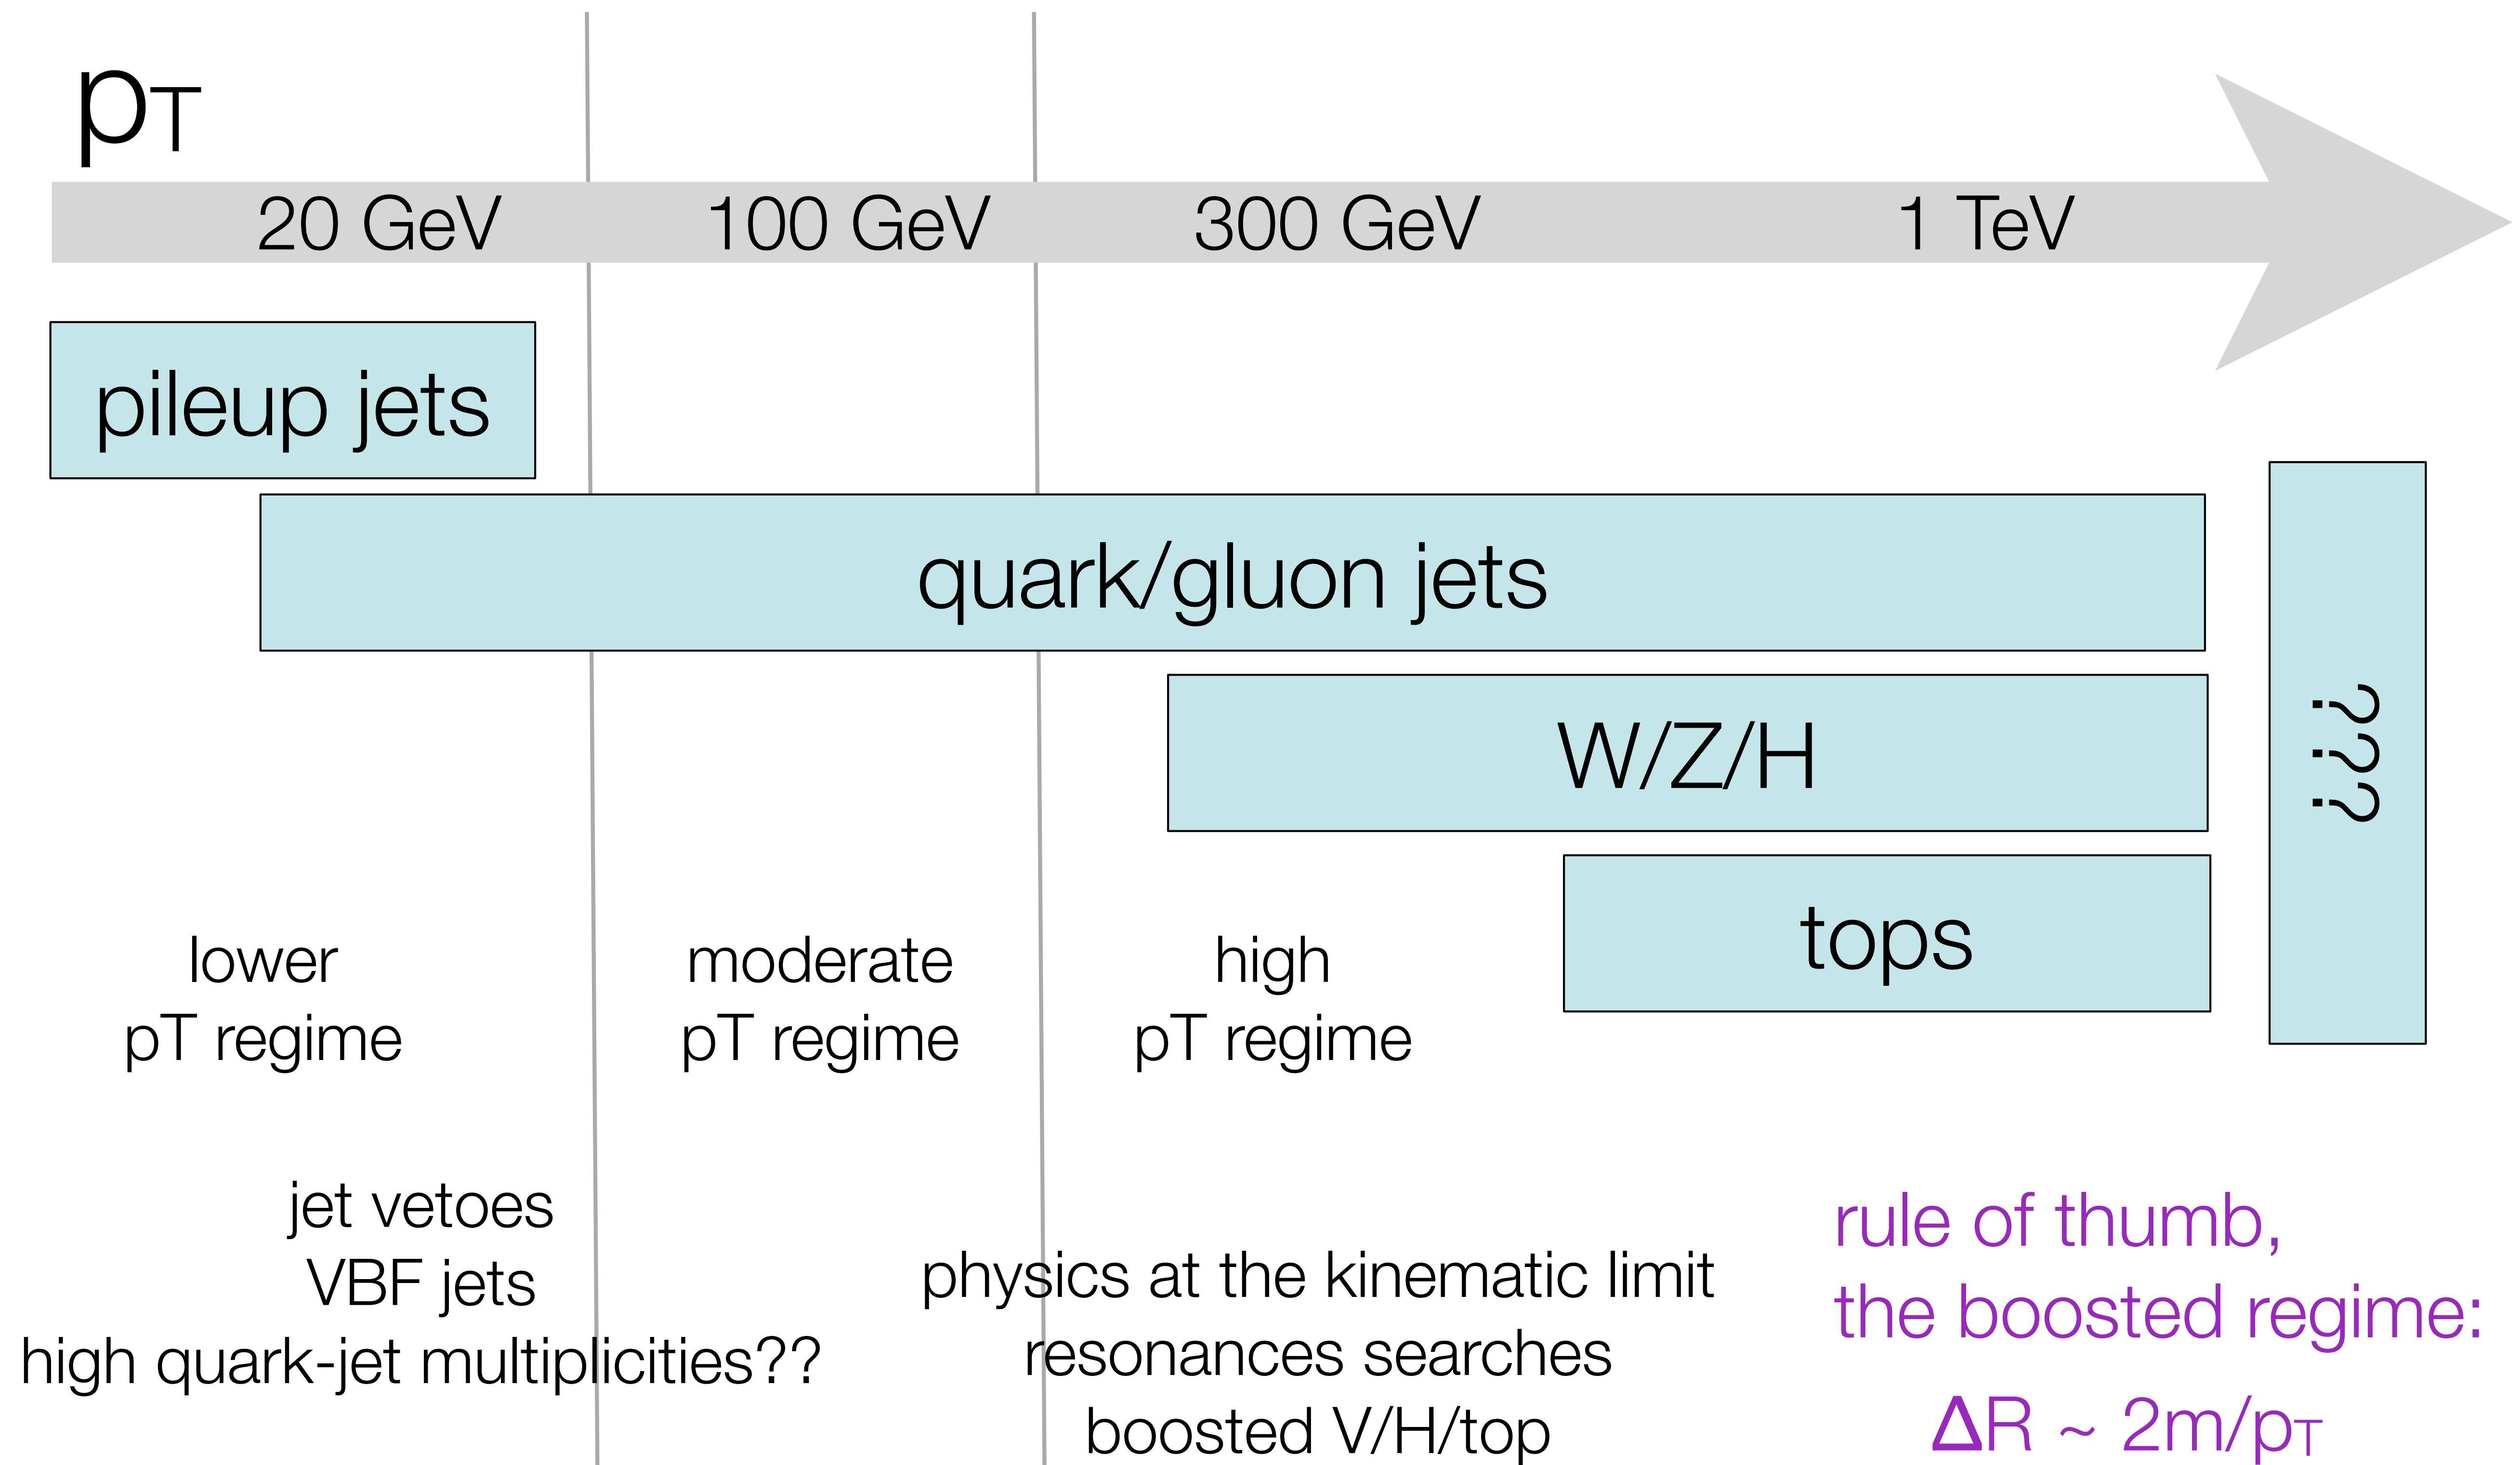 pT
20 GeV 100 GeV 300 GeV 1 TeV
pileup jets
quark/gluon jets
W/Z/H
tops
???
lower
pT regime
moderate
pT regime
high
pT regime
jet vetoes
VBF jets
high quark-jet multiplicities??
physics at the kinematic limit
resonances searches
boosted V/H/top
rule of thumb,
the boosted regime:
ΔR ~ 2m/pT